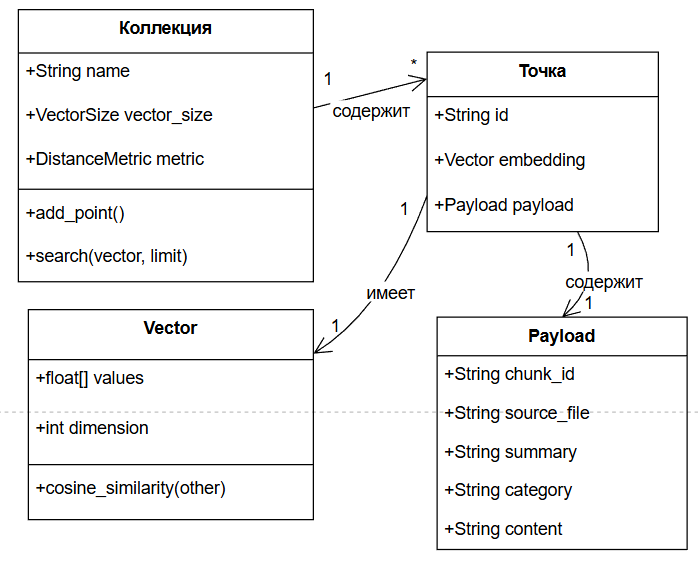 Коллекция
+String name
+VectorSize vector_size
+DistanceMetric metric
+add_point()
+search(vector, limit)
1
*
содержит
Точка
+String id
+Vector embedding
+Payload payload
1
имеет
1
1
содержит
1
Vector
+float[] values
+int dimension
+cosine_similarity(other)
Payload
+String chunk_id
+String source_file
+String summary
+String category
+String content